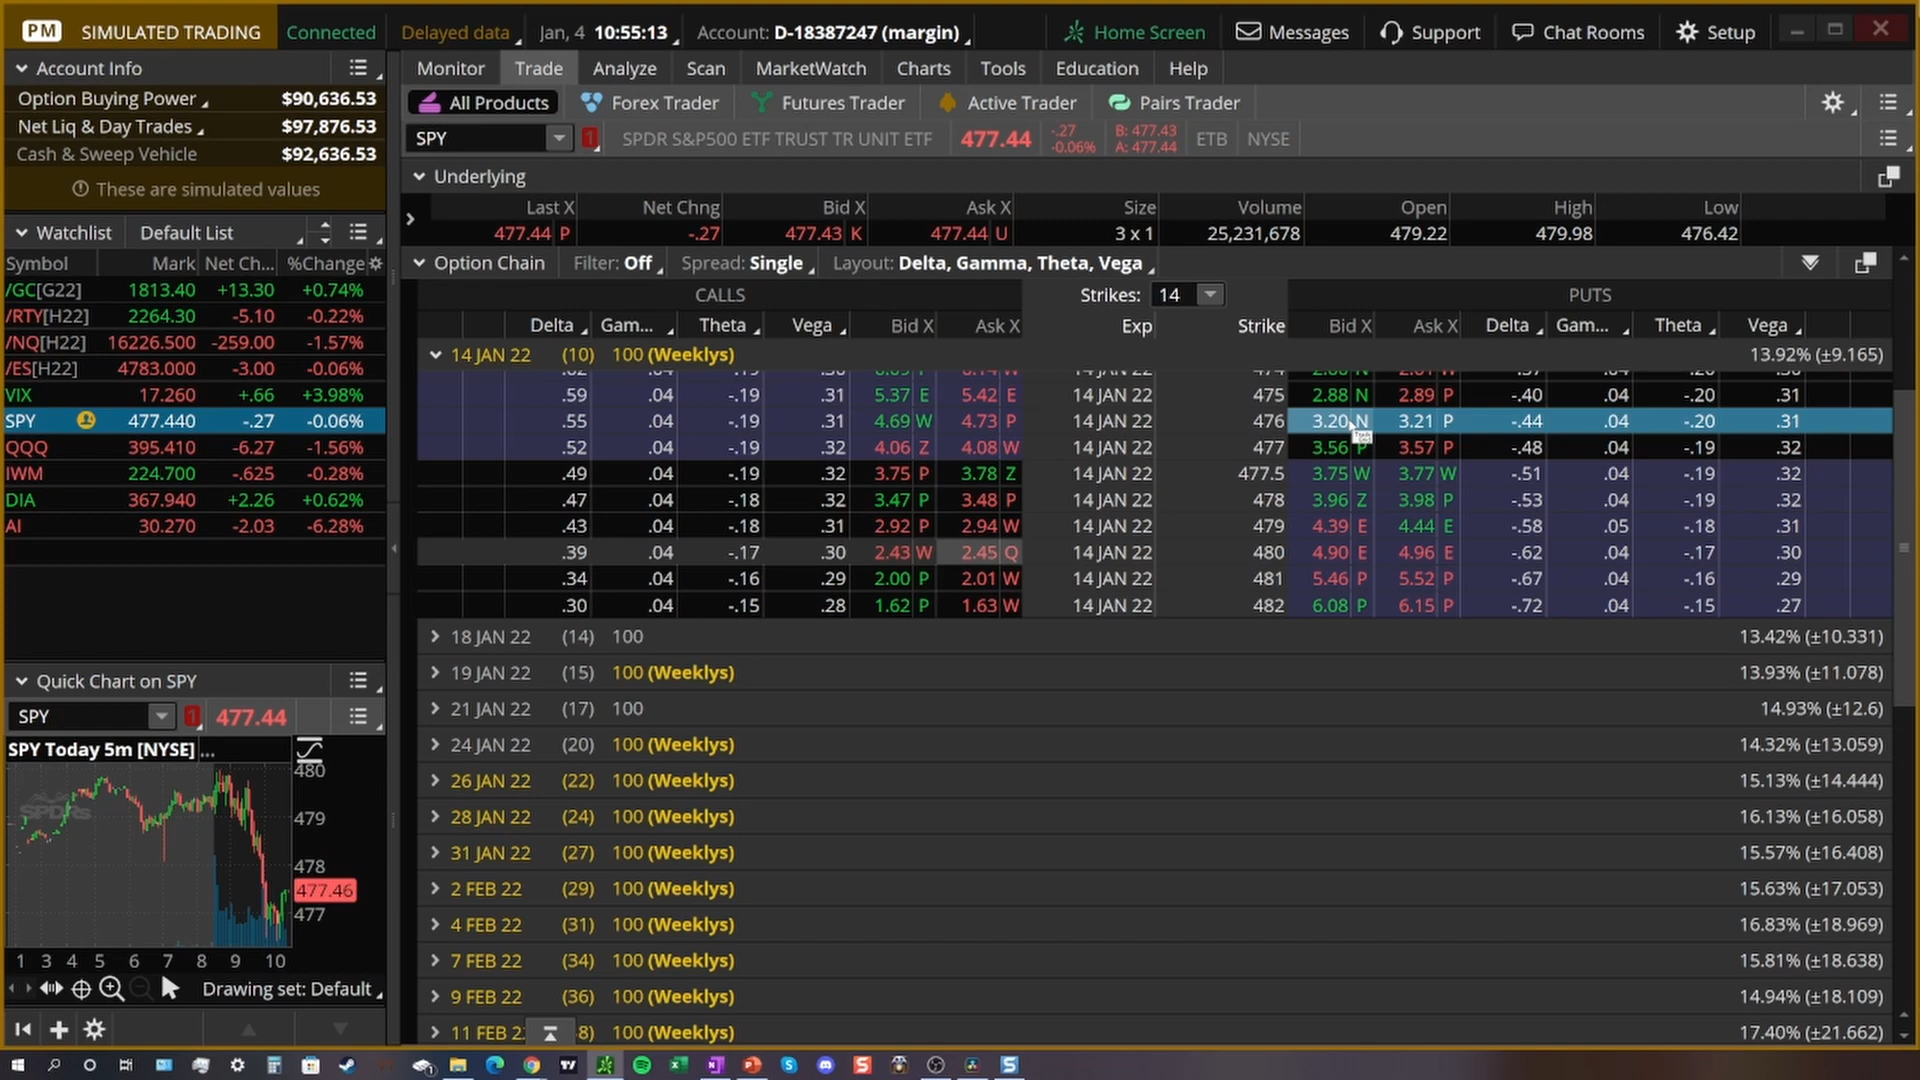 PM SIMULATED TRADING Connected Delayed data Jan, 4 10:55:13 Account: D-18387247 (margin) Home Screen Messages Support Chat Rooms Setup
Account Info
Option Buying Power $90,636.53
Net Liq & Day Trades $97,876.53
Cash & Sweep Vehicle $92,636.53
These are simulated values
Watchlist Default List
Symbol Mark Net Ch... %Change
/GC[G22] 1813.40 +13.30 +0.74%
/RTY[H22] 2264.30 -5.10 -0.22%
/NQ[H22] 16226.500 -259.00 -1.57%
/ES[H22] 4783.000 -3.00 -0.06%
VIX 17.260 +.66 +3.98%
SPY 477.440 -.27 -0.06%
QQQ 395.410 -6.27 -1.56%
IWM 224.700 -.625 -0.28%
DIA 367.940 +2.26 +0.62%
AI 30.270 -2.03 -6.28%
Quick Chart on SPY
SPY 1 477.44
SPY Today 5m [NYSE] ...
SPDRs
480
479
478
477.46
477
1 2 3 4 5 6 7 8 9 10
Drawing set: Default
Monitor Trade Analyze Scan MarketWatch Charts Tools Education Help
All Products Forex Trader Futures Trader Active Trader Pairs Trader
SPY 1 SPDR S&P500 ETF TRUST TR UNIT ETF 477.44 -.27 -0.06% B: 477.43 A: 477.44 ETB NYSE
Underlying
Last X Net Chng Bid X Ask X Size Volume Open High Low
477.44 P -.27 477.43 K 477.44 U 3 x 1 25,231,678 479.22 479.98 476.42
Option Chain Filter: Off Spread: Single Layout: Delta, Gamma, Theta, Vega
CALLS Strikes: 14 PUTS
Delta Gam... Theta Vega Bid X Ask X Exp Strike Bid X Ask X Delta Gam... Theta Vega
14 JAN 22 (10) 100 (Weeklys) 13.92% (±9.165)
.59 .04 -.19 .31 5.37 E 5.42 E 14 JAN 22 475 2.88 N 2.89 P -.40 .04 -.20 .31
.55 .04 -.19 .31 4.69 W 4.73 P 14 JAN 22 476 3.20 N 3.21 P -.44 .04 -.20 .31
.52 .04 -.19 .32 4.06 Z 4.08 W 14 JAN 22 477 3.56 P 3.57 P -.48 .04 -.19 .32
.49 .04 -.19 .32 3.75 P 3.78 Z 14 JAN 22 477.5 3.75 W 3.77 W -.51 .04 -.19 .32
.47 .04 -.18 .32 3.47 P 3.48 P 14 JAN 22 478 3.96 Z 3.98 P -.53 .04 -.19 .32
.43 .04 -.18 .31 2.92 P 2.94 W 14 JAN 22 479 4.39 E 4.44 E -.58 .05 -.18 .31
.39 .04 -.17 .30 2.43 W 2.45 Q 14 JAN 22 480 4.90 E 4.96 E -.62 .04 -.17 .30
.34 .04 -.16 .29 2.00 P 2.01 W 14 JAN 22 481 5.46 P 5.52 P -.67 .04 -.16 .29
.30 .04 -.15 .28 1.62 P 1.63 W 14 JAN 22 482 6.08 P 6.15 P -.72 .04 -.15 .27
18 JAN 22 (14) 100 13.42% (±10.331)
19 JAN 22 (15) 100 (Weeklys) 13.93% (±11.078)
21 JAN 22 (17) 100 14.93% (±12.6)
24 JAN 22 (20) 100 (Weeklys) 14.32% (±13.059)
26 JAN 22 (22) 100 (Weeklys) 15.13% (±14.444)
28 JAN 22 (24) 100 (Weeklys) 16.13% (±16.058)
31 JAN 22 (27) 100 (Weeklys) 15.57% (±16.408)
2 FEB 22 (29) 100 (Weeklys) 15.63% (±17.053)
4 FEB 22 (31) 100 (Weeklys) 16.83% (±18.969)
7 FEB 22 (34) 100 (Weeklys) 15.81% (±18.638)
9 FEB 22 (36) 100 (Weeklys) 14.94% (±18.109)
11 FEB 2 8) 100 (Weeklys) 17.40% (±21.662)